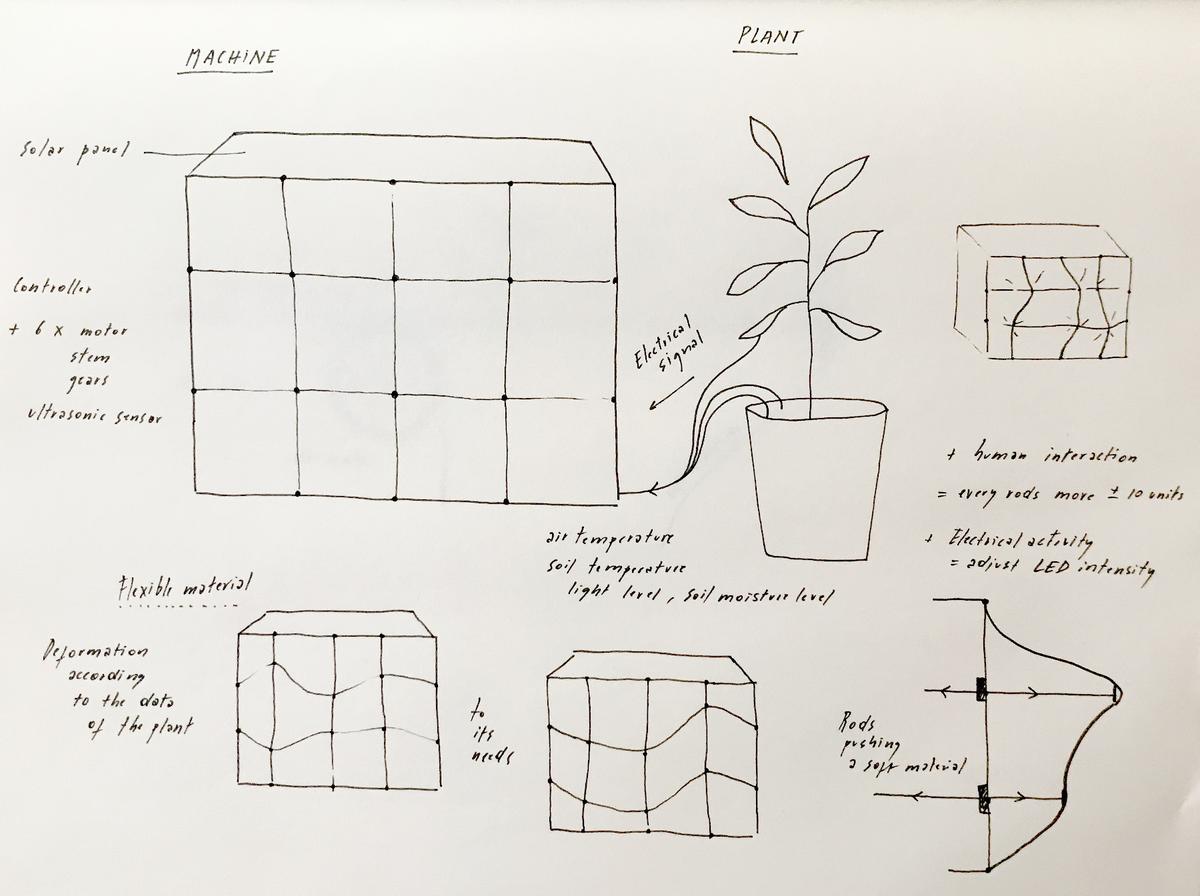 MACHINE
PLANT
Solar panel
Controller
+ 6 x motor
stem
gears
ultrasonic sensor
Electrical
signal
+ human interaction
= every rods move ± 10 units
+ Electrical activity
= adjust LED intensity
air temperature
soil temperature
light level, soil moisture level
Flexible material
Deformation
according
to the data
of the plant
to
its
needs
Rods
pushing
a soft material